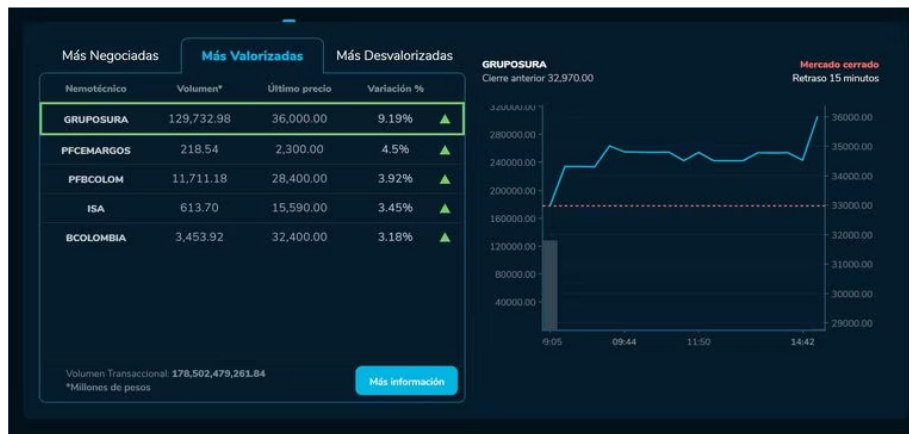 Más Negociadas Más Valorizadas Más Desvalorizadas
Nemotécnico Volumen* Último precio Variación %
GRUPOSURA 129,732.98 36,000.00 9.19%
PFCEMARGOS 218.54 2,300.00 4.5%
PFBCOLOM 11,711.18 28,400.00 3.92%
ISA 613.70 15,590.00 3.45%
BCOLOMBIA 3,453.92 32,400.00 3.18%
Volumen Transaccional: 178,502,479,261.84
*Millones de pesos
Más información
GRUPOSURA Mercado cerrado
Cierre anterior 32,970.00 Retraso 15 minutos
320000.00
280000.00
240000.00
200000.00
160000.00
120000.00
80000.00
40000.00
36000.00
35000.00
34000.00
33000.00
32000.00
31000.00
30000.00
29000.00
9:05 09:44 11:50 14:42